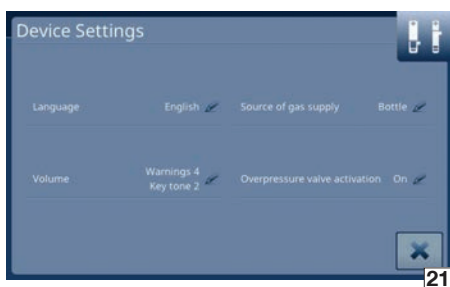 Device Settings
Language English Source of gas supply Bottle
Volume Warnings 4 Key tone 2 Overpressure valve activation On
21